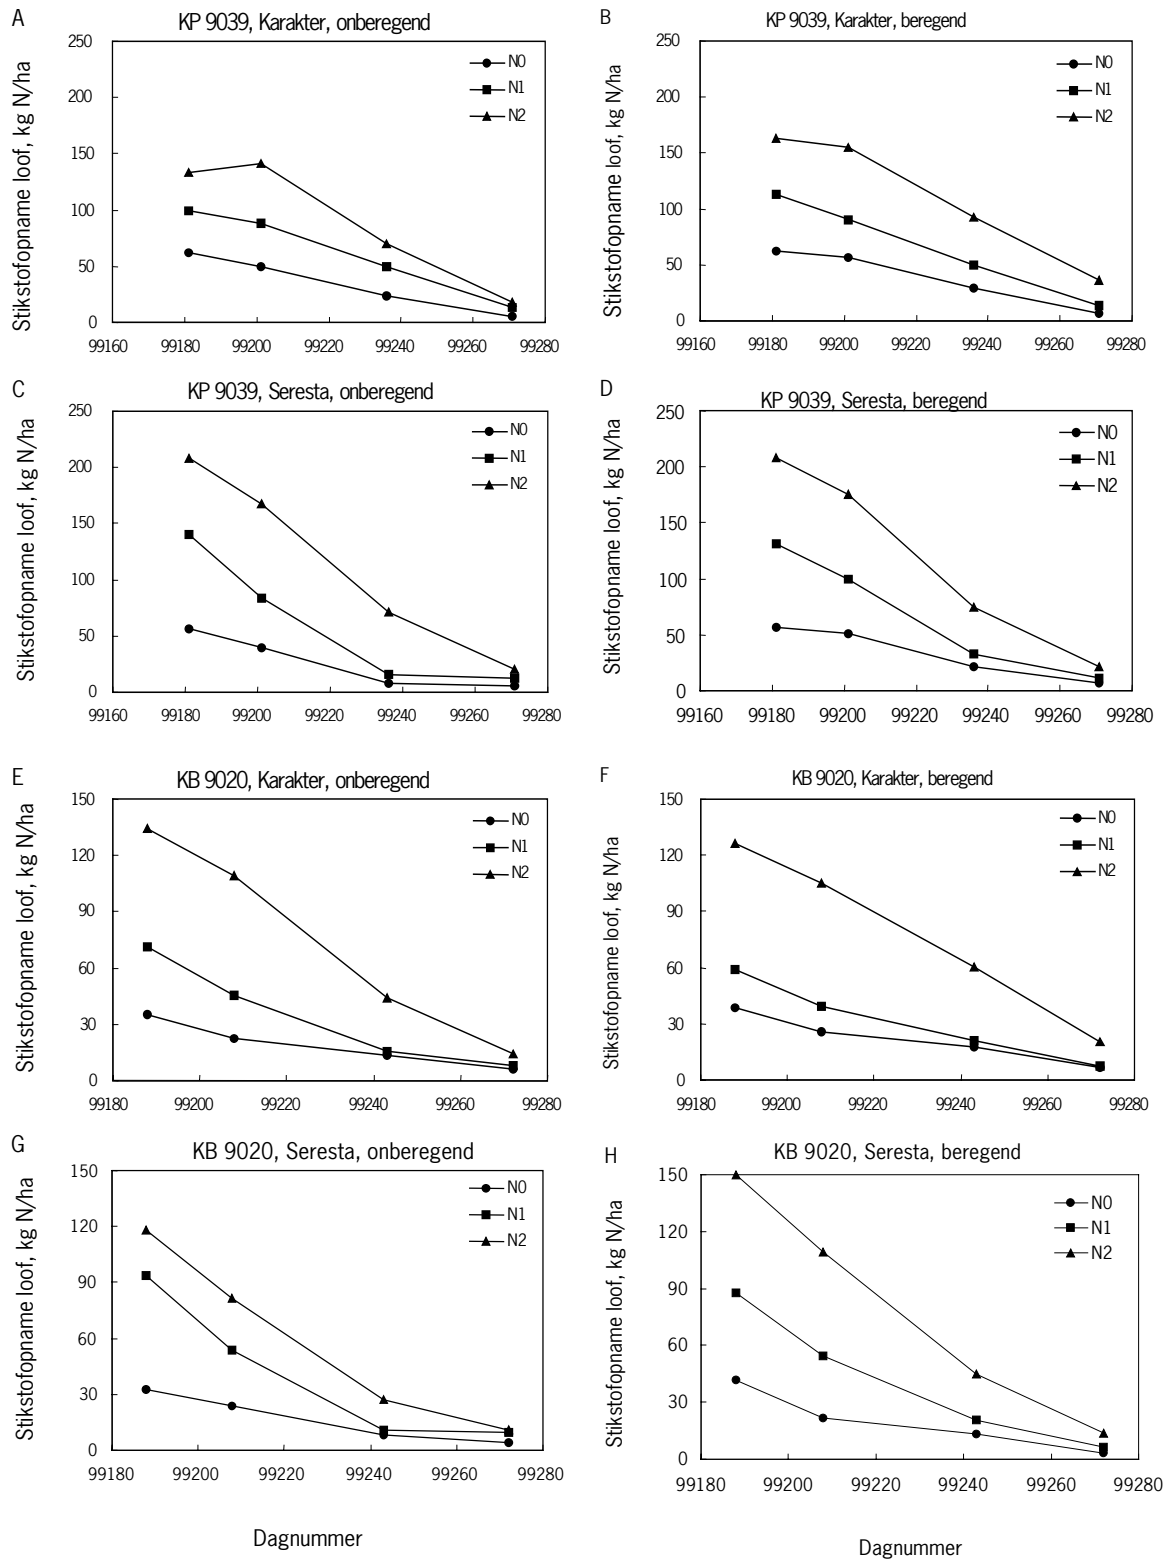 A
KP 9039, Karakter, onberegend
Stikstofopname loof, kg N/ha
250
200
150
100
50
0
N0
N1
N2
99160 99180 99200 99220 99240 99260 99280
B
KP 9039, Karakter, beregend
Stikstofopname loof, kg N/ha
250
200
150
100
50
0
N0
N1
N2
99160 99180 99200 99220 99240 99260 99280
C
KP 9039, Seresta, onberegend
Stikstofopname loof, kg N/ha
250
200
150
100
50
0
N0
N1
N2
99160 99180 99200 99220 99240 99260 99280
D
KP 9039, Seresta, beregend
Stikstofopname loof, kg N/ha
250
200
150
100
50
0
N0
N1
N2
99160 99180 99200 99220 99240 99260 99280
E
KB 9020, Karakter, onberegend
Stikstofopname loof, kg N/ha
150
120
90
60
30
0
N0
N1
N2
99180 99200 99220 99240 99260 99280
F
KB 9020, Karakter, beregend
Stikstofopname loof, kg N/ha
150
120
90
60
30
0
N0
N1
N2
99180 99200 99220 99240 99260 99280
G
KB 9020, Seresta, onberegend
Stikstofopname loof, kg N/ha
150
120
90
60
30
0
N0
N1
N2
99180 99200 99220 99240 99260 99280
Dagnummer
H
KB 9020, Seresta, beregend
Stikstofopname loof, kg N/ha
150
120
90
60
30
0
N0
N1
N2
99180 99200 99220 99240 99260 99280
Dagnummer